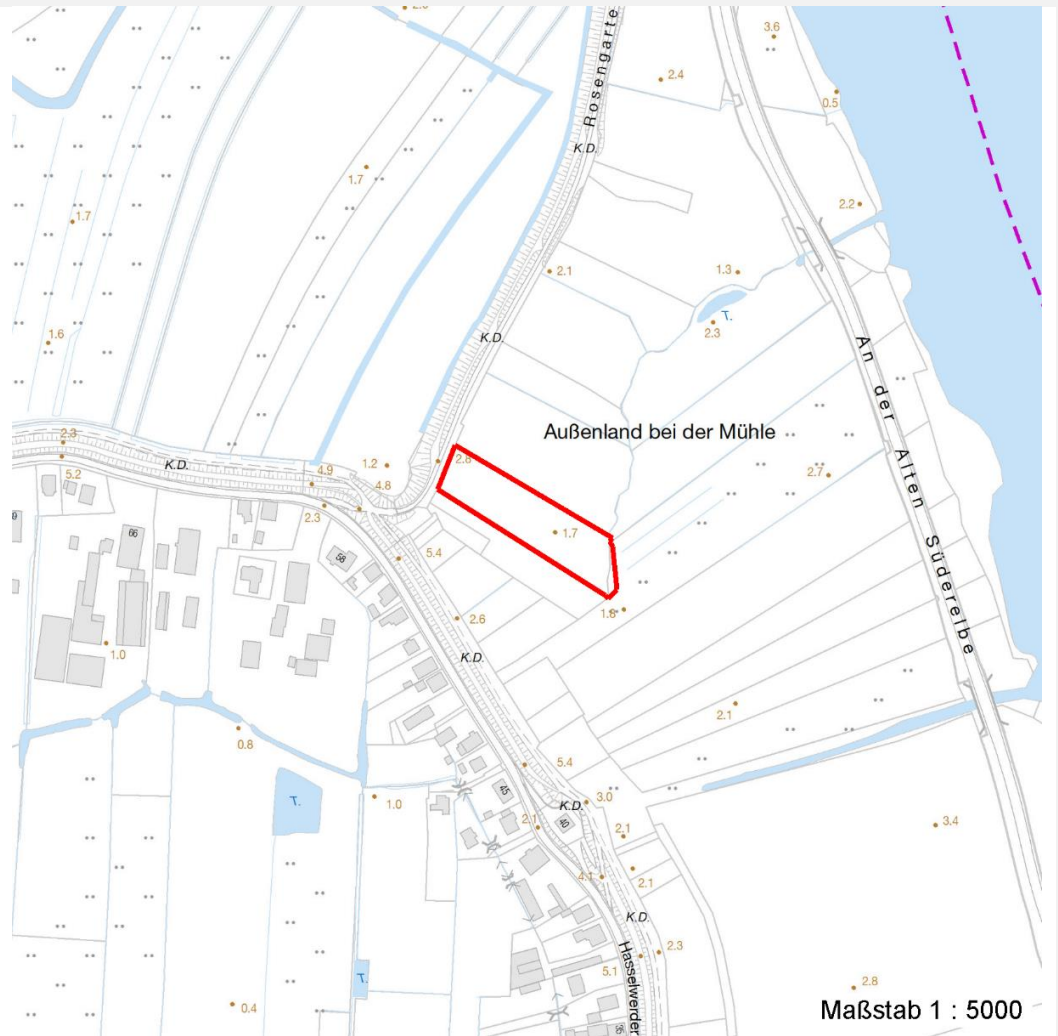 3.6
2.4
Rosengarte
0.5
K.D.
1.7
2.2
1.7
2.1
1.3
T.
2.3
K.D.
1.6
An der Alten Süderelbe
Außenland bei der Mühle
2.3
5.2
K.D.
4.9
1.2
2.8
4.8
2.3
2.7
1.7
66
58
5.4
1.8
2.6
1.0
K.D.
2.1
0.8
5.4
T.
1.0
45
3.0
K.D.
40
2.1
2.1
3.4
4.1
2.1
K.D.
2.3
5.1
Hasselwerder
T.
0.4
2.8
Maßstab 1 : 5000